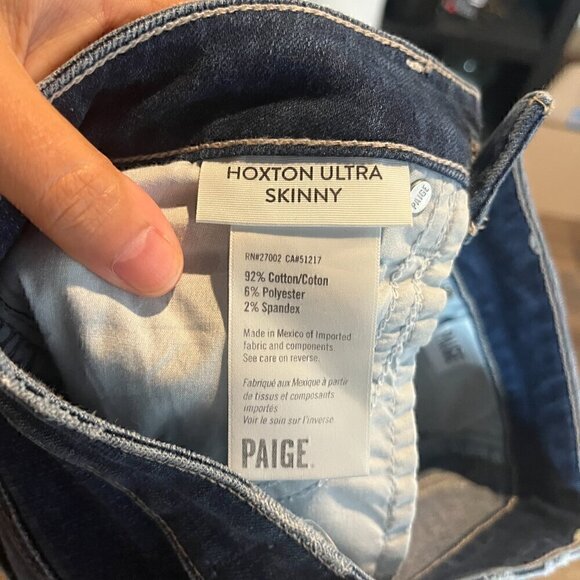 HOXTON ULTRA
SKINNY
PAIGE
RN#27002 CA#51217
92% Cotton/Coton
6% Polyester
2% Spandex
Made in Mexico of Imported
fabric and components.
See care on reverse.
Fabriqué aux Mexique à partir
de tissus et composants
importés
Voir le soin sur l'inverse
PAIGE
PAIGE.